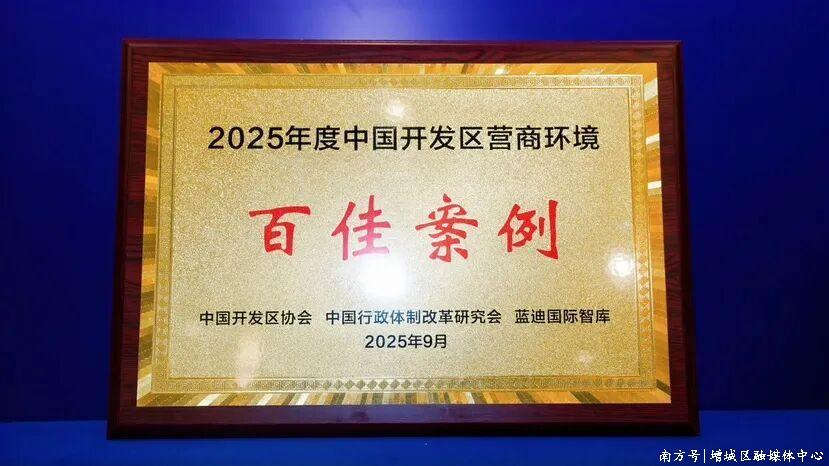 2025年度中国开发区营商环境
百佳案例
中国开发区协会 中国行政体制改革研究会 蓝迪国际智库
2025年9月
南方号|增城区融媒体中心